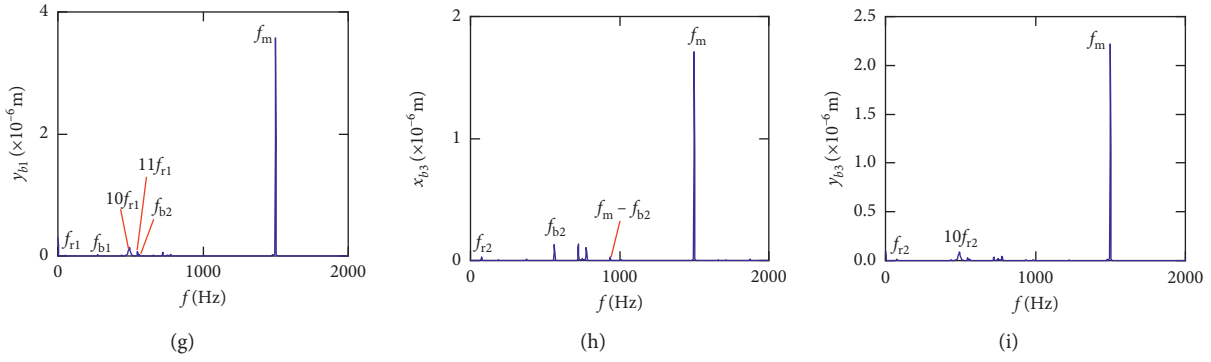 4
2
0
0
1000
2000
f (Hz)
y_b1 (×10⁻⁶ m)
f_m
11f_r1
10f_r1
f_b2
f_r1
f_b1
(g)
2
1
0
0
1000
2000
f (Hz)
x_b3 (×10⁻⁶ m)
f_m
f_m – f_b2
f_b2
f_r2
(h)
2.5
2.0
1.5
1.0
0.5
0.0
0
1000
2000
f (Hz)
y_b3 (×10⁻⁶ m)
f_m
10f_r2
f_r2
(i)